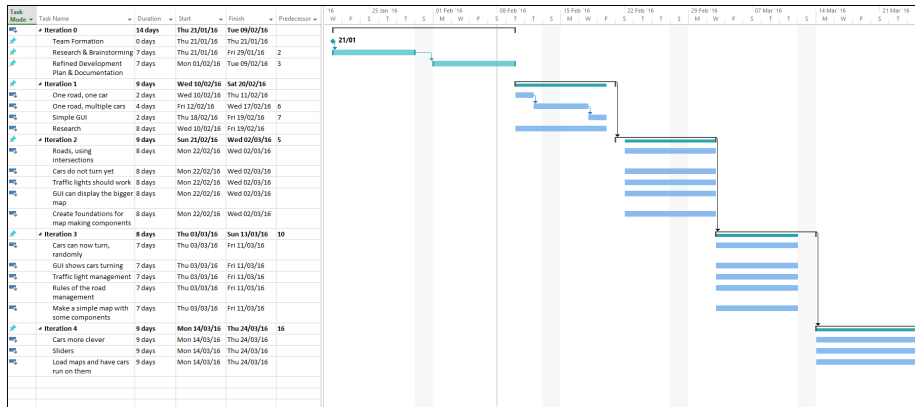 Task Mode Task Name Duration Start Finish Predecessor '16 25 Jan '16 01 Feb '16 08 Feb '16 15 Feb '16 22 Feb '16 29 Feb '16 07 Mar '16 14 Mar '16 21 Mar '16
W F S T T S M W F S T T S M W F S T T S M W F S T T S M W F S T
Iteration 0 14 days Thu 21/01/16 Tue 09/02/16
Team Formation 0 days Thu 21/01/16 Thu 21/01/16 21/01
Research & Brainstorming 7 days Thu 21/01/16 Fri 29/01/16 2
Refined Development 7 days Mon 01/02/16 Tue 09/02/16 3
Plan & Documentation
Iteration 1 9 days Wed 10/02/16 Sat 20/02/16
One road, one car 2 days Wed 10/02/16 Thu 11/02/16
One road, multiple cars 4 days Fri 12/02/16 Wed 17/02/16 6
Simple GUI 2 days Thu 18/02/16 Fri 19/02/16 7
Research 8 days Wed 10/02/16 Fri 19/02/16
Iteration 2 9 days Sun 21/02/16 Wed 02/03/16 5
Roads, using 8 days Mon 22/02/16 Wed 02/03/16
intersections
Cars do not turn yet 8 days Mon 22/02/16 Wed 02/03/16
Traffic lights should work 8 days Mon 22/02/16 Wed 02/03/16
GUI can display the bigger 8 days Mon 22/02/16 Wed 02/03/16
map
Create foundations for 8 days Mon 22/02/16 Wed 02/03/16
map making components
Iteration 3 8 days Thu 03/03/16 Sun 13/03/16 10
Cars can now turn, 7 days Thu 03/03/16 Fri 11/03/16
randomly
GUI shows cars turning 7 days Thu 03/03/16 Fri 11/03/16
Traffic light management 7 days Thu 03/03/16 Fri 11/03/16
Rules of the road 7 days Thu 03/03/16 Fri 11/03/16
management
Make a simple map with 7 days Thu 03/03/16 Fri 11/03/16
some components
Iteration 4 9 days Mon 14/03/16 Thu 24/03/16 16
Cars more clever 9 days Mon 14/03/16 Thu 24/03/16
Sliders 9 days Mon 14/03/16 Thu 24/03/16
Load maps and have cars 9 days Mon 14/03/16 Thu 24/03/16
run on them